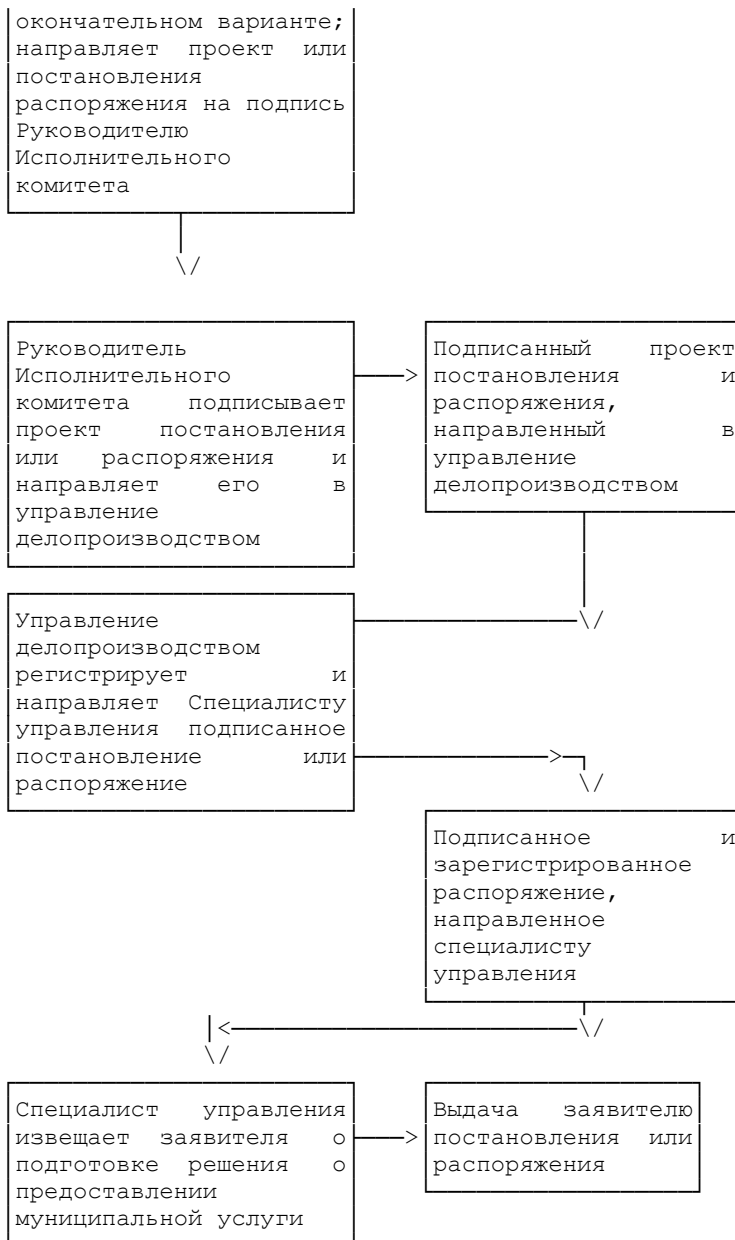 окончательном варианте;
направляет проект или
постановления
распоряжения на подпись
Руководителю
Исполнительного
комитета
Руководитель
Исполнительного
комитета подписывает
проект постановления
или распоряжения и
направляет его в
управление
делопроизводством
Подписанный проект
постановления и
распоряжения,
направленный в
управление
делопроизводством
Управление
делопроизводством
регистрирует и
направляет Специалисту
управления подписанное
постановление или
распоряжение
Подписанное и
зарегистрированное
распоряжение,
направленное
специалисту
управления
Специалист управления
извещает заявителя о
подготовке решения о
предоставлении
муниципальной услуги
Выдача заявителю
постановления или
распоряжения